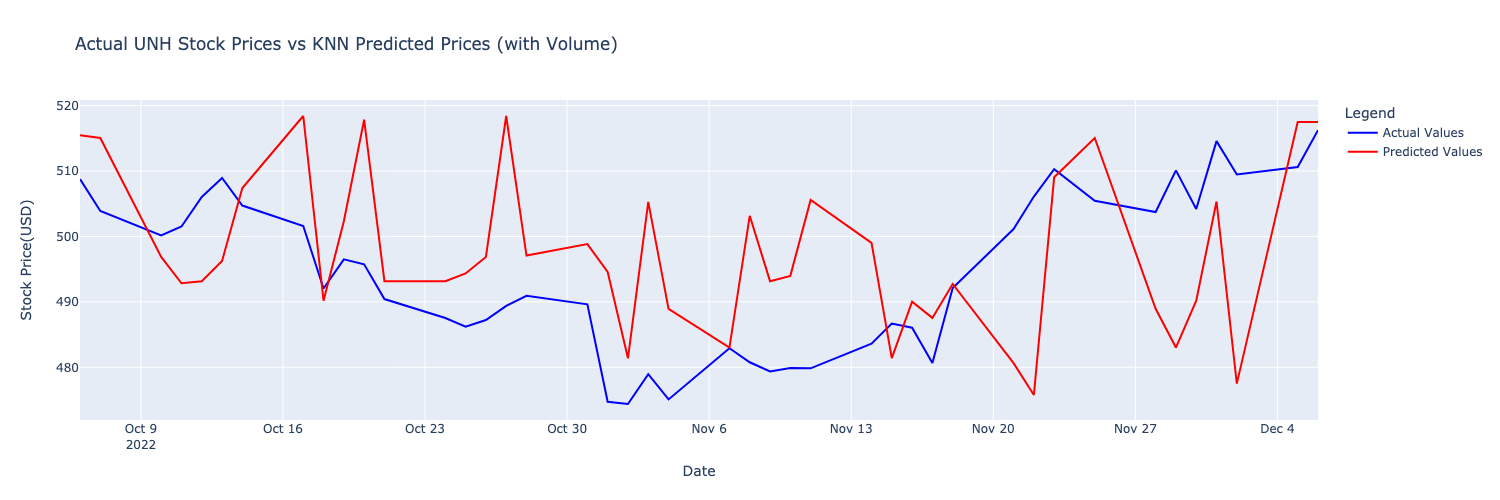 Actual UNH Stock Prices vs KNN Predicted Prices (with Volume)
Legend
Actual Values
Predicted Values
Stock Price(USD)
520
510
500
490
480
Oct 9
2022
Oct 16
Oct 23
Oct 30
Nov 6
Nov 13
Nov 20
Nov 27
Dec 4
Date